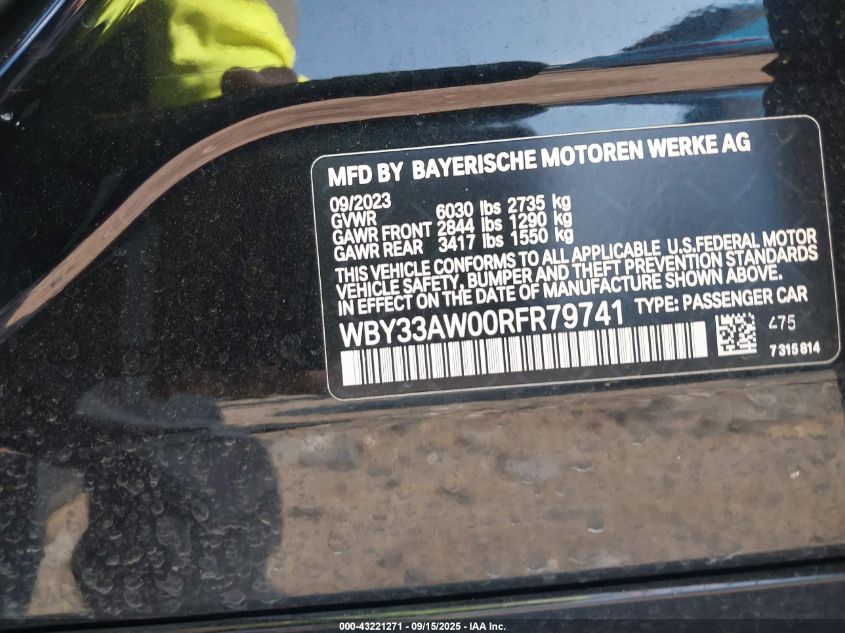 MFD BY BAYERISCHE MOTOREN WERKE AG
09/2023
GVWR 6030 lbs 2735 kg
GAWR FRONT 2844 lbs 1290 kg
GAWR REAR 3417 lbs 1550 kg
THIS VEHICLE CONFORMS TO ALL APPLICABLE U.S.FEDERAL MOTOR
VEHICLE SAFETY, BUMPER AND THEFT PREVENTION STANDARDS
IN EFFECT ON THE DATE OF MANUFACTURE SHOWN ABOVE.
WBY33AW00RFR79741 TYPE: PASSENGER CAR
475
7315814
000-43221271 - 09/15/2025 - IAA Inc.